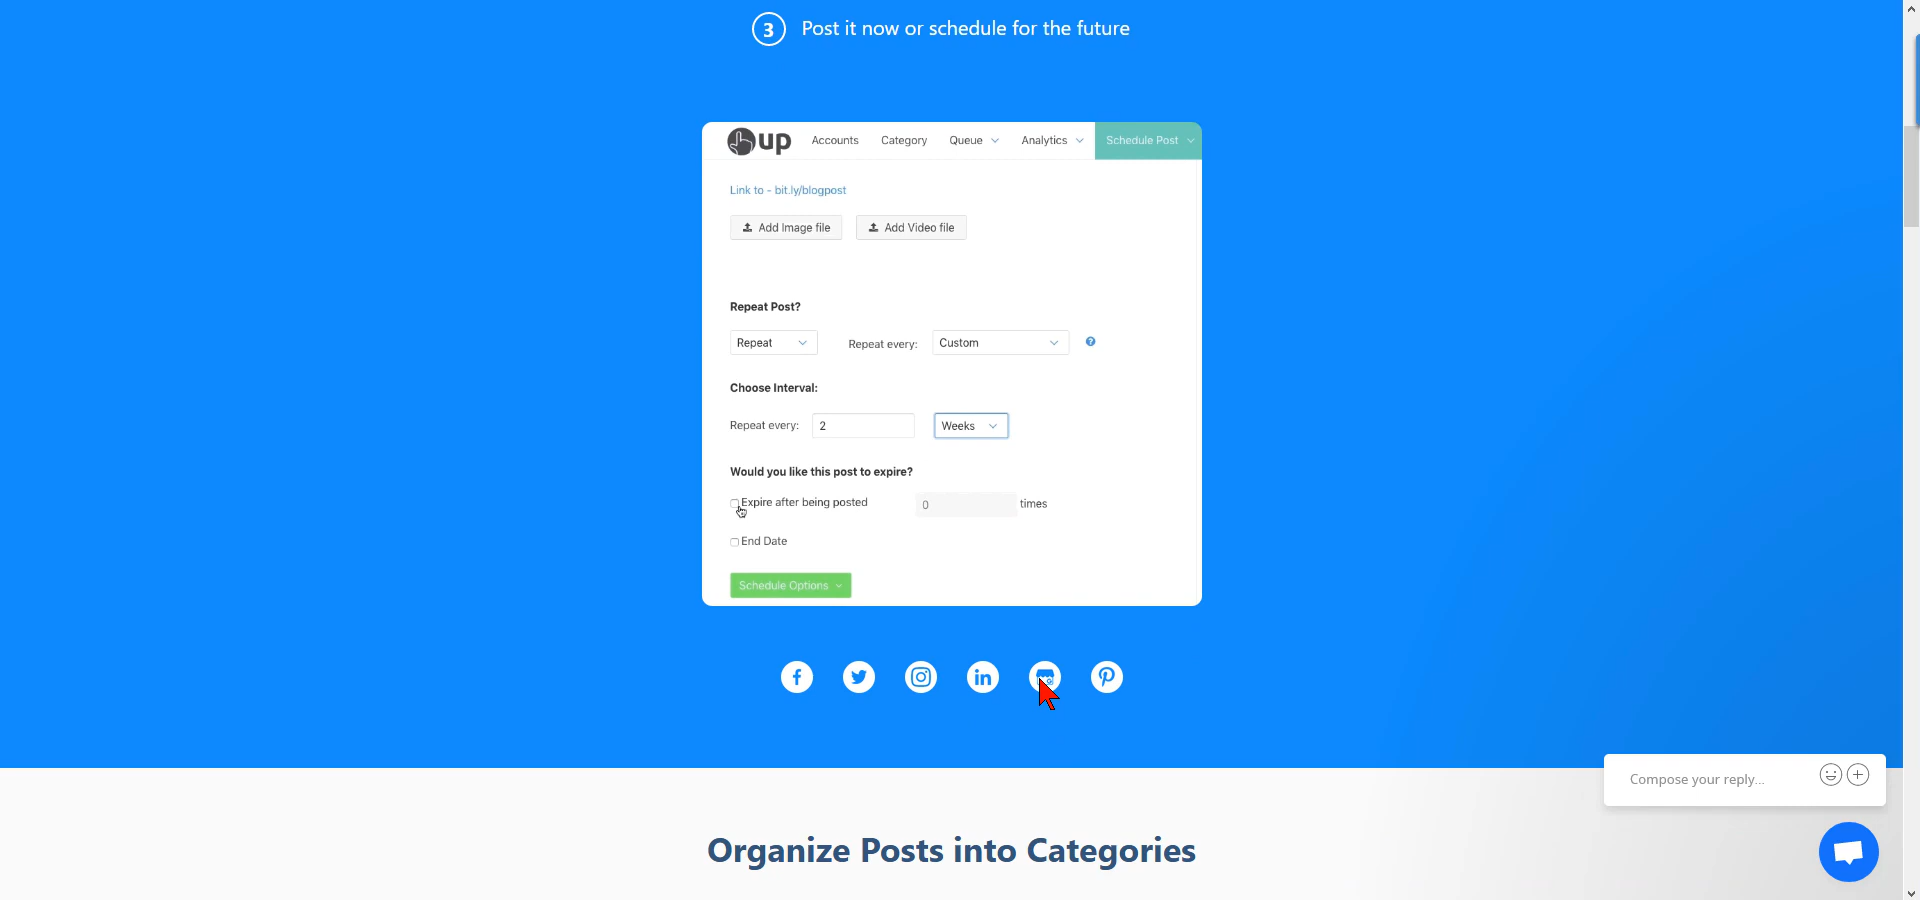 3 Post it now or schedule for the future
up Accounts Category Queue Analytics Schedule Post
Link to - bit.ly/blogpost
Add Image file Add Video file
Repeat Post?
Repeat Repeat every: Custom ?
Choose Interval:
Repeat every: 2 Weeks
Would you like this post to expire?
Expire after being posted 0 times
End Date
Schedule Options
Compose your reply...
Organize Posts into Categories